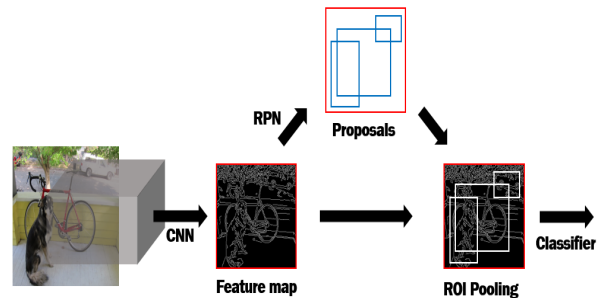 RPN
Proposals
CNN
Feature map
ROI Pooling
Classifier